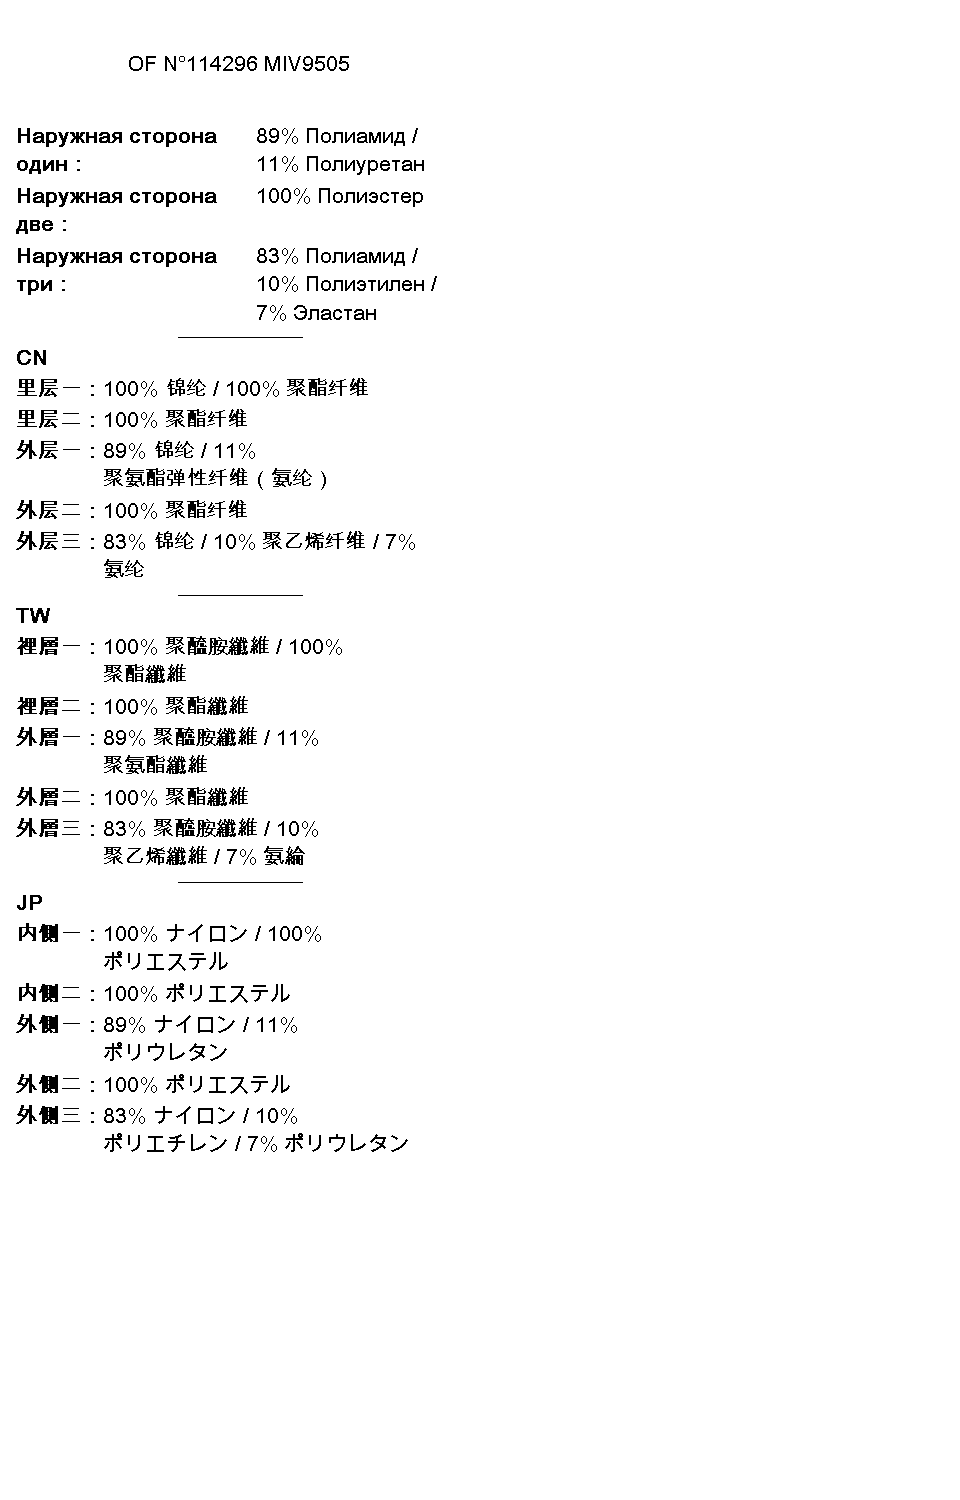 OF N°114296 MIV9505
Наружная сторона 89% Полиамид /
один : 11% Полиуретан
Наружная сторона 100% Полиэстер
две :
Наружная сторона 83% Полиамид /
три : 10% Полиэтилен /
7% Эластан
CN
里层一 : 100% 锦纶 / 100% 聚酯纤维
里层二 : 100% 聚酯纤维
外层一 : 89% 锦纶 / 11%
聚氨酯弹性纤维（氨纶）
外层二 : 100% 聚酯纤维
外层三 : 83% 锦纶 / 10% 聚乙烯纤维 / 7%
氨纶
TW
裡層一 : 100% 聚醯胺纖維 / 100%
聚酯纖維
裡層二 : 100% 聚酯纖維
外層一 : 89% 聚醯胺纖維 / 11%
聚氨酯纖維
外層二 : 100% 聚酯纖維
外層三 : 83% 聚醯胺纖維 / 10%
聚乙烯纖維 / 7% 氨綸
JP
内側一 : 100% ナイロン / 100%
ポリエステル
内側二 : 100% ポリエステル
外側一 : 89% ナイロン / 11%
ポリウレタン
外側二 : 100% ポリエステル
外側三 : 83% ナイロン / 10%
ポリエチレン / 7% ポリウレタン